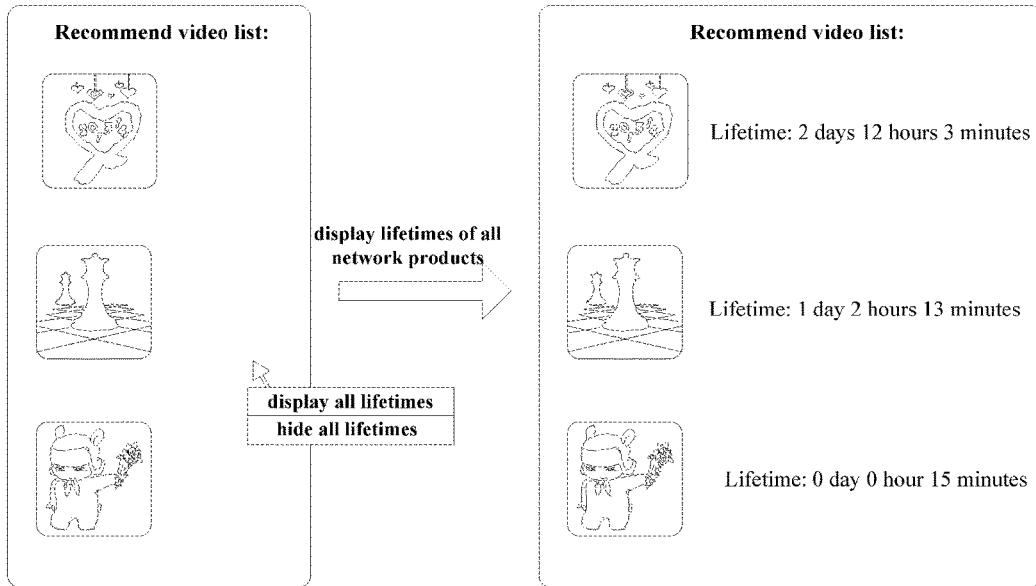 Recommend video list:
display lifetimes of all
network products
display all lifetimes
hide all lifetimes
Recommend video list:
Lifetime: 2 days 12 hours 3 minutes
Lifetime: 1 day 2 hours 13 minutes
Lifetime: 0 day 0 hour 15 minutes